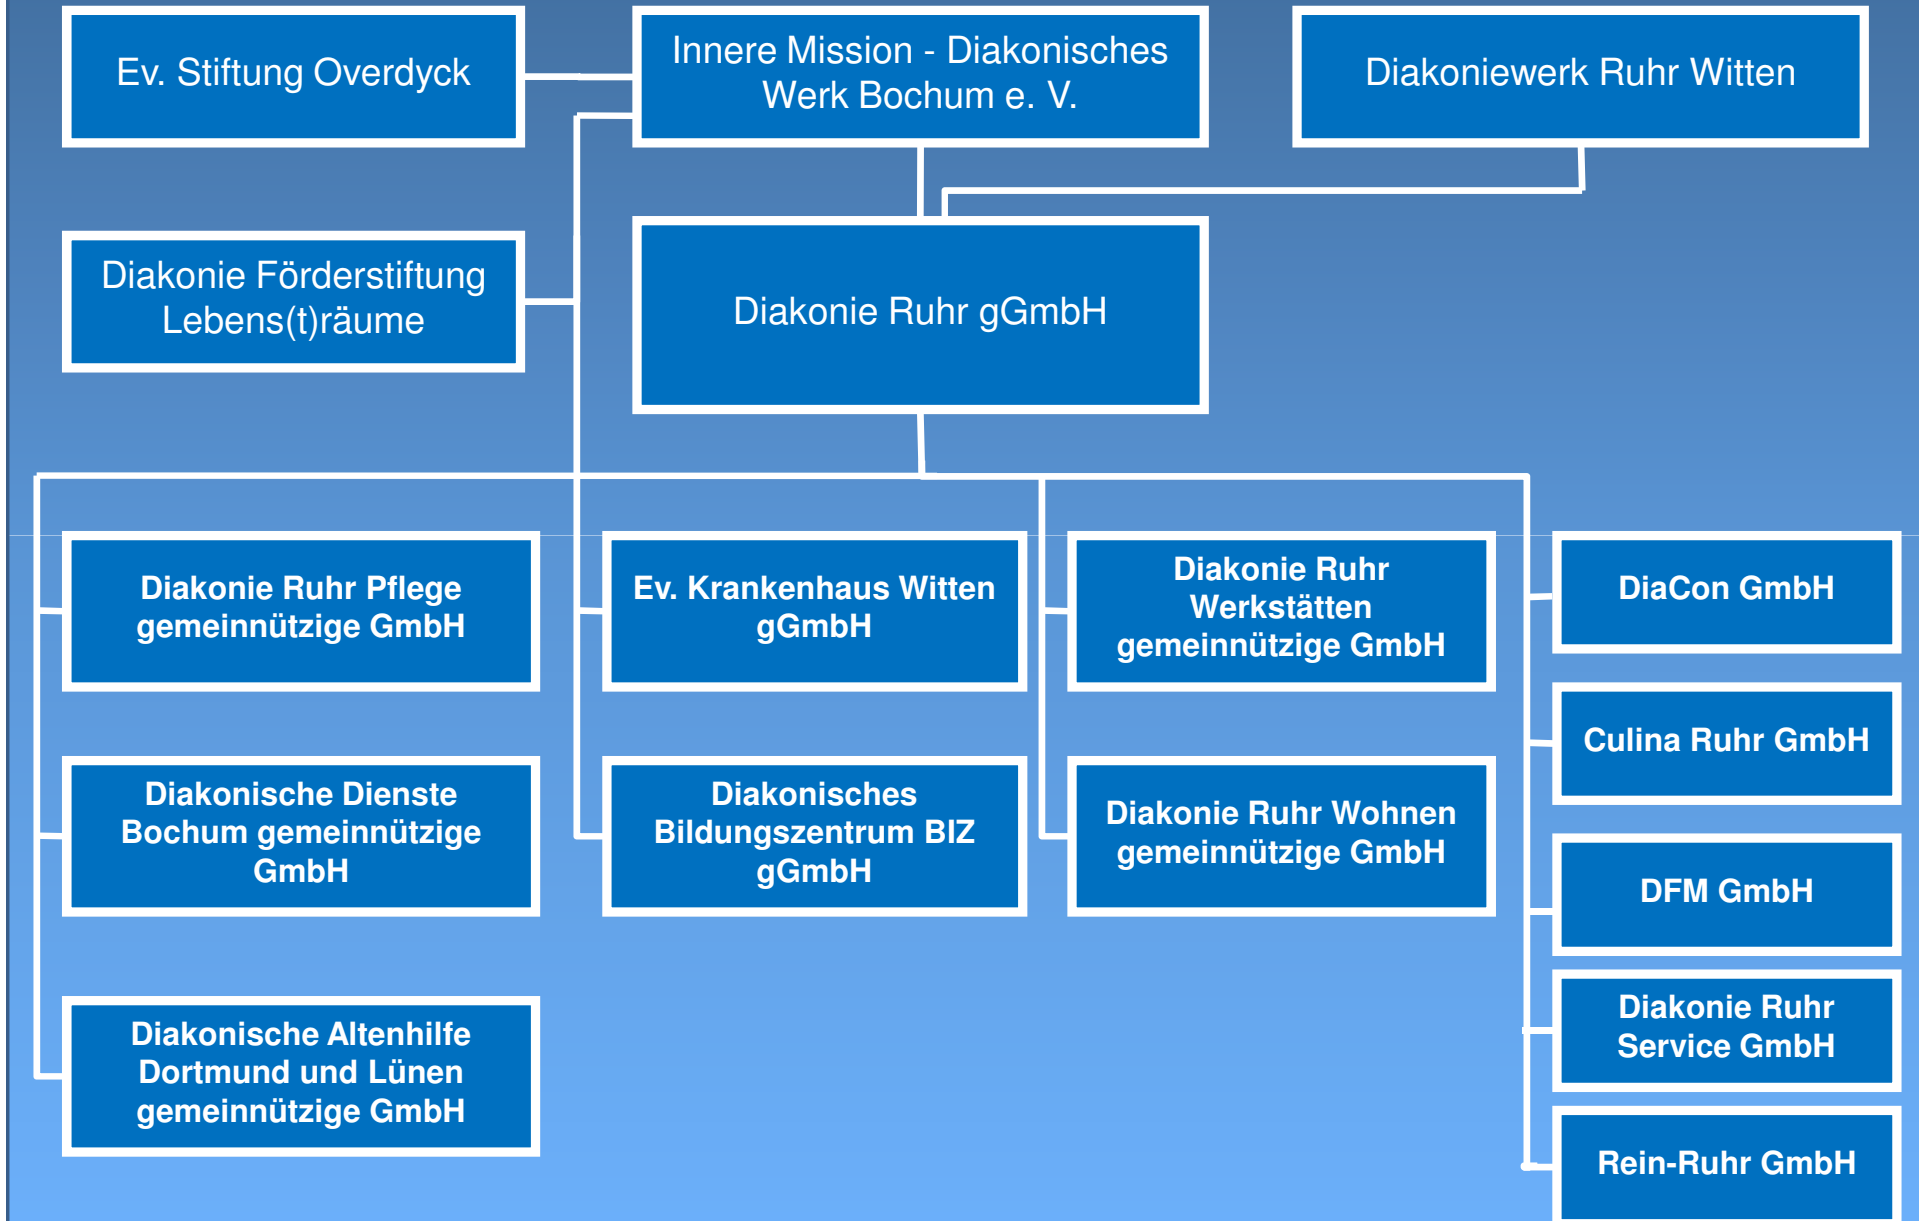 Ev. Stiftung Overdyck
Innere Mission - Diakonisches
Werk Bochum e. V.
Diakoniewerk Ruhr Witten
Diakonie Förderstiftung
Lebens(t)räume
Diakonie Ruhr gGmbH
Diakonie Ruhr Pflege
gemeinnützige GmbH
Ev. Krankenhaus Witten
gGmbH
Diakonie Ruhr
Werkstätten
gemeinnützige GmbH
DiaCon GmbH
Culina Ruhr GmbH
Diakonische Dienste
Bochum gemeinnützige
GmbH
Diakonisches
Bildungszentrum BIZ
gGmbH
Diakonie Ruhr Wohnen
gemeinnützige GmbH
DFM GmbH
Diakonie Ruhr
Service GmbH
Diakonische Altenhilfe
Dortmund und Lünen
gemeinnützige GmbH
Rein-Ruhr GmbH